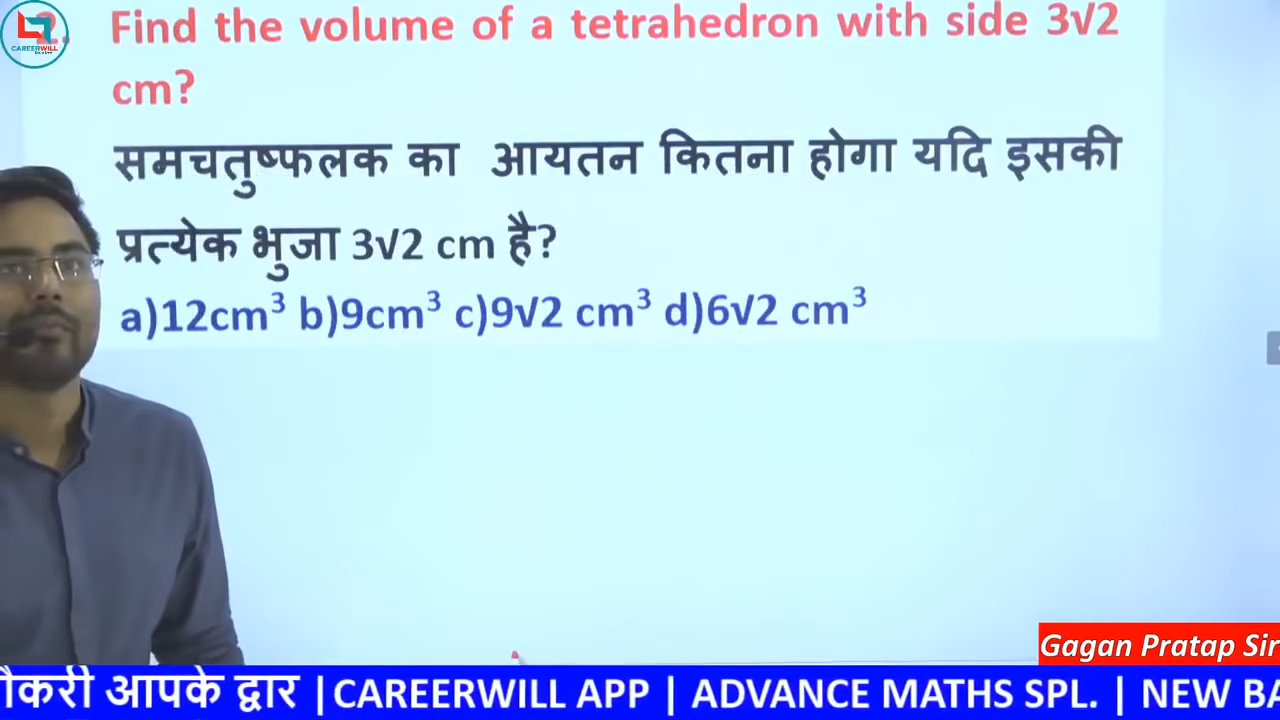 2. Find the volume of a tetrahedron with side 3√2
cm?
समचतुष्फलक का आयतन कितना होगा यदि इसकी
प्रत्येक भुजा 3√2 cm है?
a)12cm³ b)9cm³ c)9√2 cm³ d)6√2 cm³
CAREERWILL
Gagan Pratap Sir
ौकरी आपके द्वार | CAREERWILL APP | ADVANCE MATHS SPL. | NEW BA